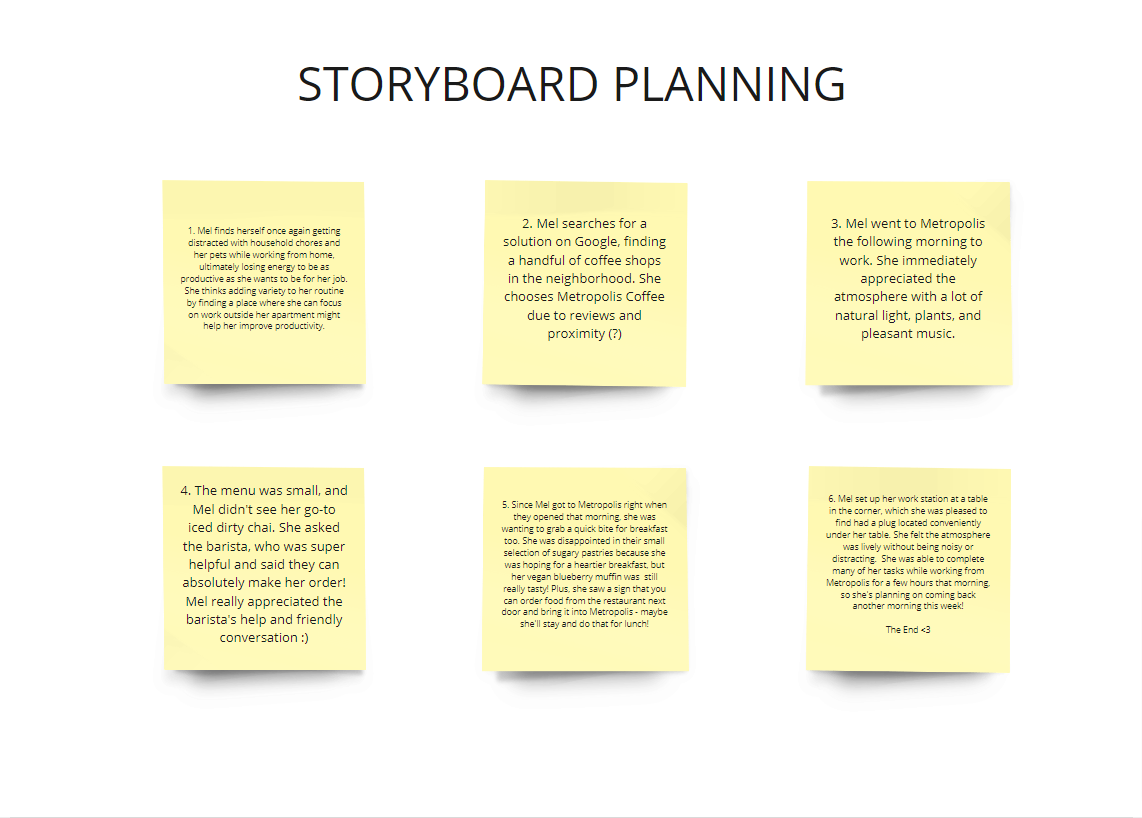 STORYBOARD PLANNING
1. Mel finds herself once again getting
distracted with household chores and
her pets while working from home,
ultimately losing energy to be as
productive as she wants to be for her job.
She thinks adding variety to her routine
by finding a place where she can focus
on work outside her apartment might
help her improve productivity.
2. Mel searches for a
solution on Google, finding
a handful of coffee shops
in the neighborhood. She
chooses Metropolis Coffee
due to reviews and
proximity (?)
3. Mel went to Metropolis
the following morning to
work. She immediately
appreciated the
atmosphere with a lot of
natural light, plants, and
pleasant music.
4. The menu was small, and
Mel didn't see her go-to
iced dirty chai. She asked
the barista, who was super
helpful and said they can
absolutely make her order!
Mel really appreciated the
barista's help and friendly
conversation :)
5. Since Mel got to Metropolis right when
they opened that morning, she was
wanting to grab a quick bite for breakfast
too. She was disappointed in their small
selection of sugary pastries because she
was hoping for a heartier breakfast, but
her vegan blueberry muffin was still
really tasty! Plus, she saw a sign that you
can order food from the restaurant next
door and bring it into Metropolis - maybe
she'll stay and do that for lunch!
6. Mel set up her work station at a table
in the corner, which she was pleased to
find had a plug located conveniently
under her table. She felt the atmosphere
was lively without being noisy or
distracting. She was able to complete
many of her tasks while working from
Metropolis for a few hours that morning,
so she's planning on coming back
another morning this week!
The End <3